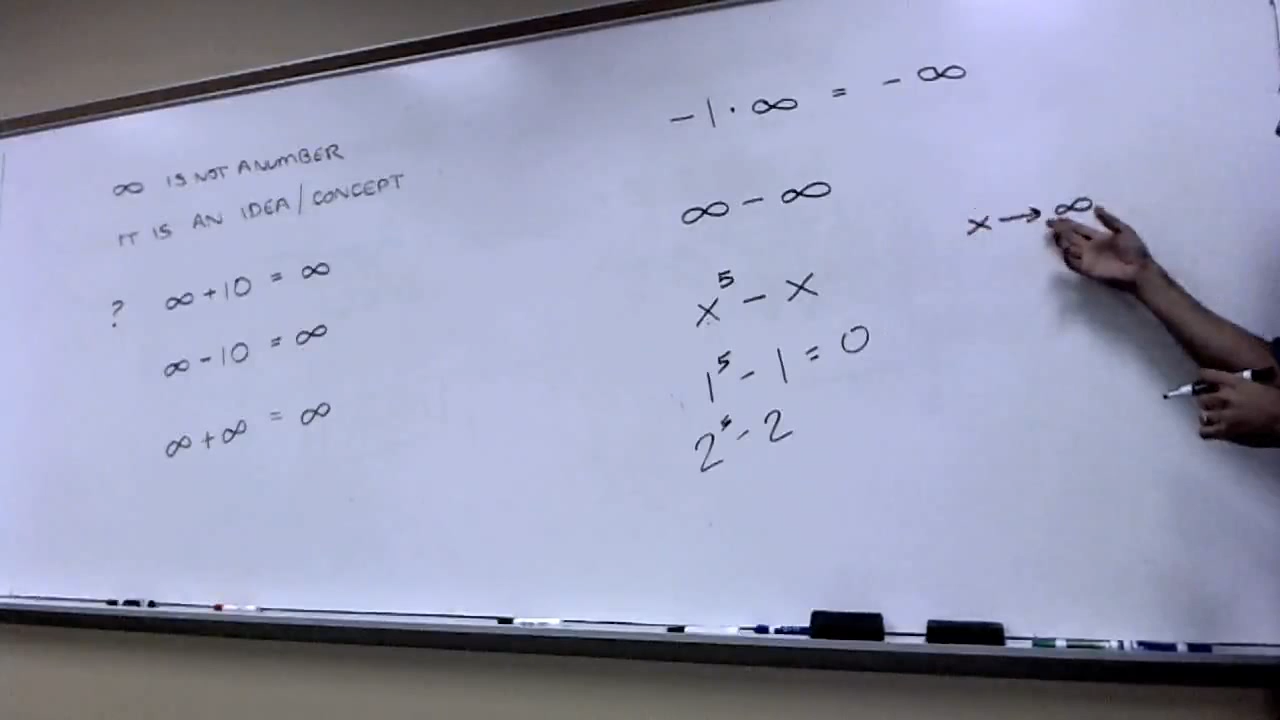 ∞ IS NOT A NUMBER
IT IS AN IDEA/CONCEPT
? ∞ + 10 = ∞
∞ - 10 = ∞
∞ + ∞ = ∞
-1 · ∞ = -∞
∞ - ∞
x → ∞
x⁵ - x
1⁵ - 1 = 0
2⁵ - 2